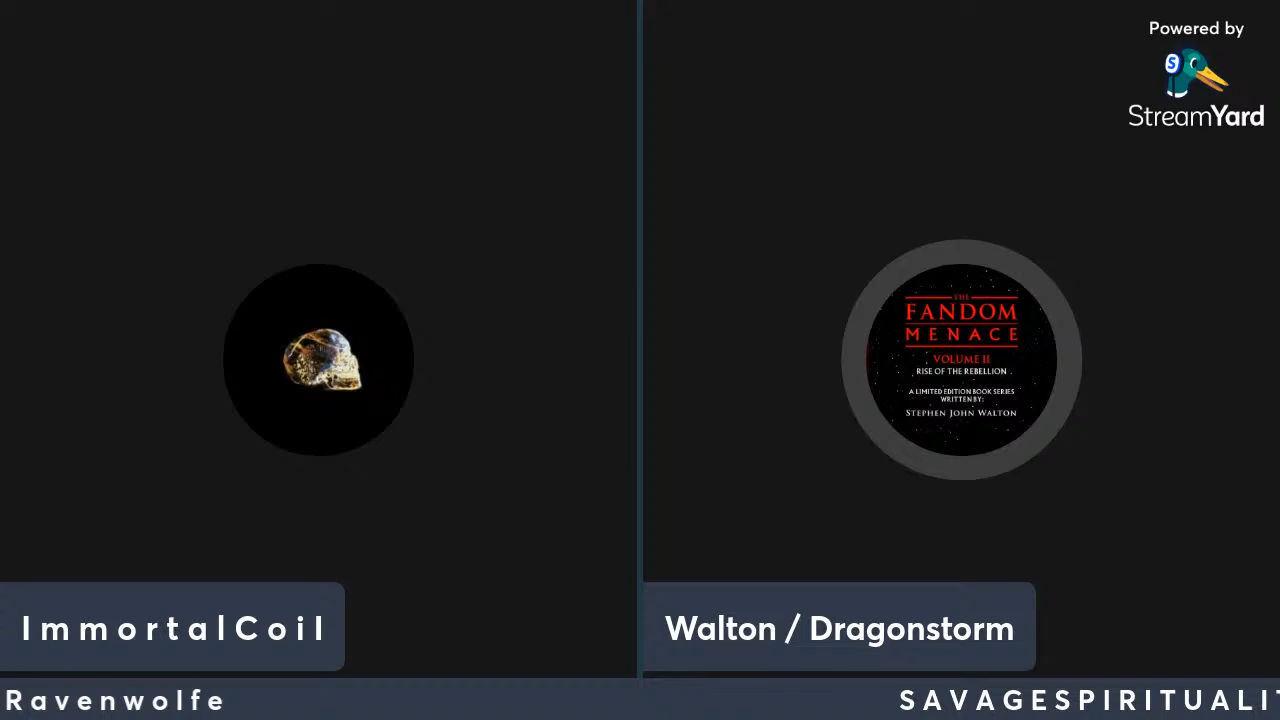 Powered by
S
StreamYard
THE
FANDOM
MENACE
VOLUME II
RISE OF THE REBELLION
A LIMITED EDITION BOOK SERIES
WRITTEN BY:
STEPHEN JOHN WALTON
ImmortalCoil
Walton / Dragonstorm
Ravenwolfe
SAVAGESPIRITUALIT